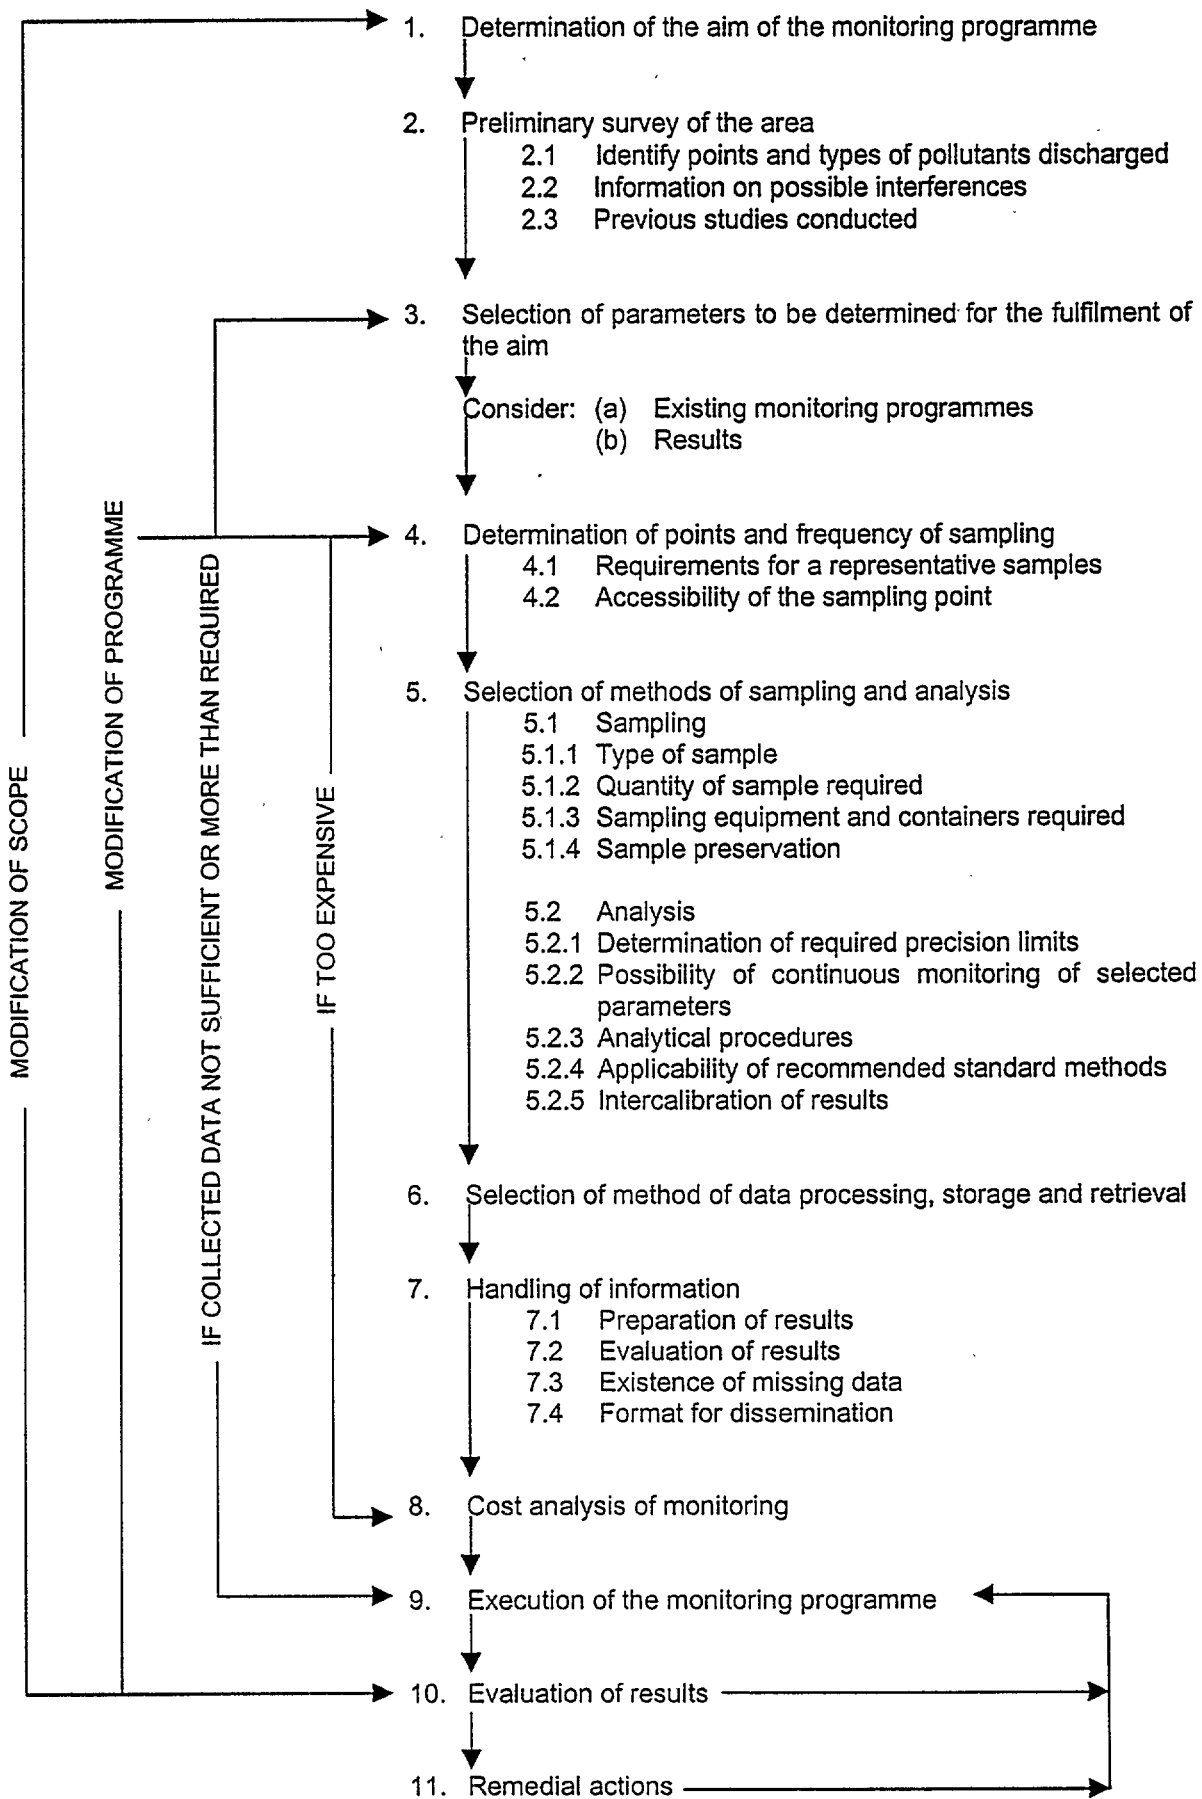 1. Determination of the aim of the monitoring programme
2. Preliminary survey of the area
2.1 Identify points and types of pollutants discharged
2.2 Information on possible interferences
2.3 Previous studies conducted
3. Selection of parameters to be determined for the fulfilment of
the aim
Consider: (a) Existing monitoring programmes
(b) Results
4. Determination of points and frequency of sampling
4.1 Requirements for a representative samples
4.2 Accessibility of the sampling point
5. Selection of methods of sampling and analysis
5.1 Sampling
5.1.1 Type of sample
5.1.2 Quantity of sample required
5.1.3 Sampling equipment and containers required
5.1.4 Sample preservation
5.2 Analysis
5.2.1 Determination of required precision limits
5.2.2 Possibility of continuous monitoring of selected
parameters
5.2.3 Analytical procedures
5.2.4 Applicability of recommended standard methods
5.2.5 Intercalibration of results
6. Selection of method of data processing, storage and retrieval
7. Handling of information
7.1 Preparation of results
7.2 Evaluation of results
7.3 Existence of missing data
7.4 Format for dissemination
8. Cost analysis of monitoring
9. Execution of the monitoring programme
10. Evaluation of results
11. Remedial actions
MODIFICATION OF SCOPE
MODIFICATION OF PROGRAMME
IF COLLECTED DATA NOT SUFFICIENT OR MORE THAN REQUIRED
IF TOO EXPENSIVE